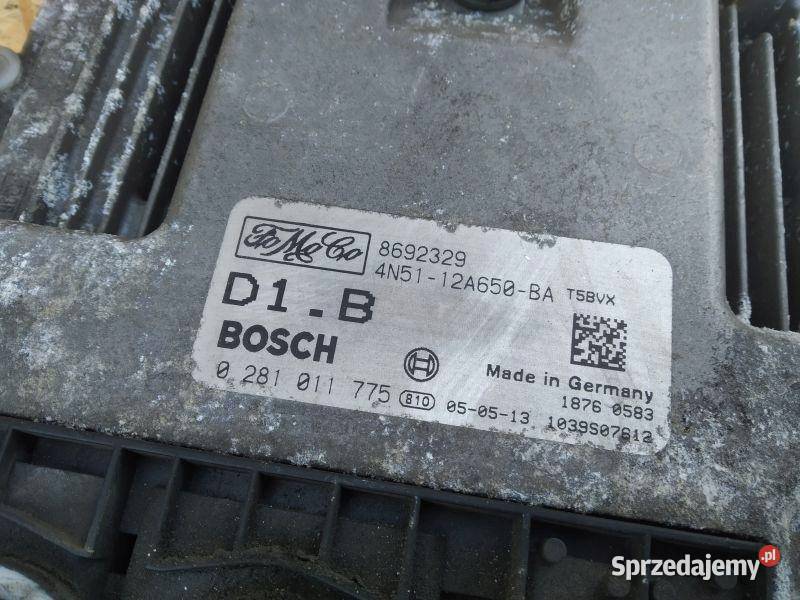 FoMoCo
8692329
4N51-12A650-BA T5BVX
D1.B
BOSCH
0 281 011 775 B10 05-05-13 1039S07612
Made in Germany
1876 0583
Sprzedajemy.pl